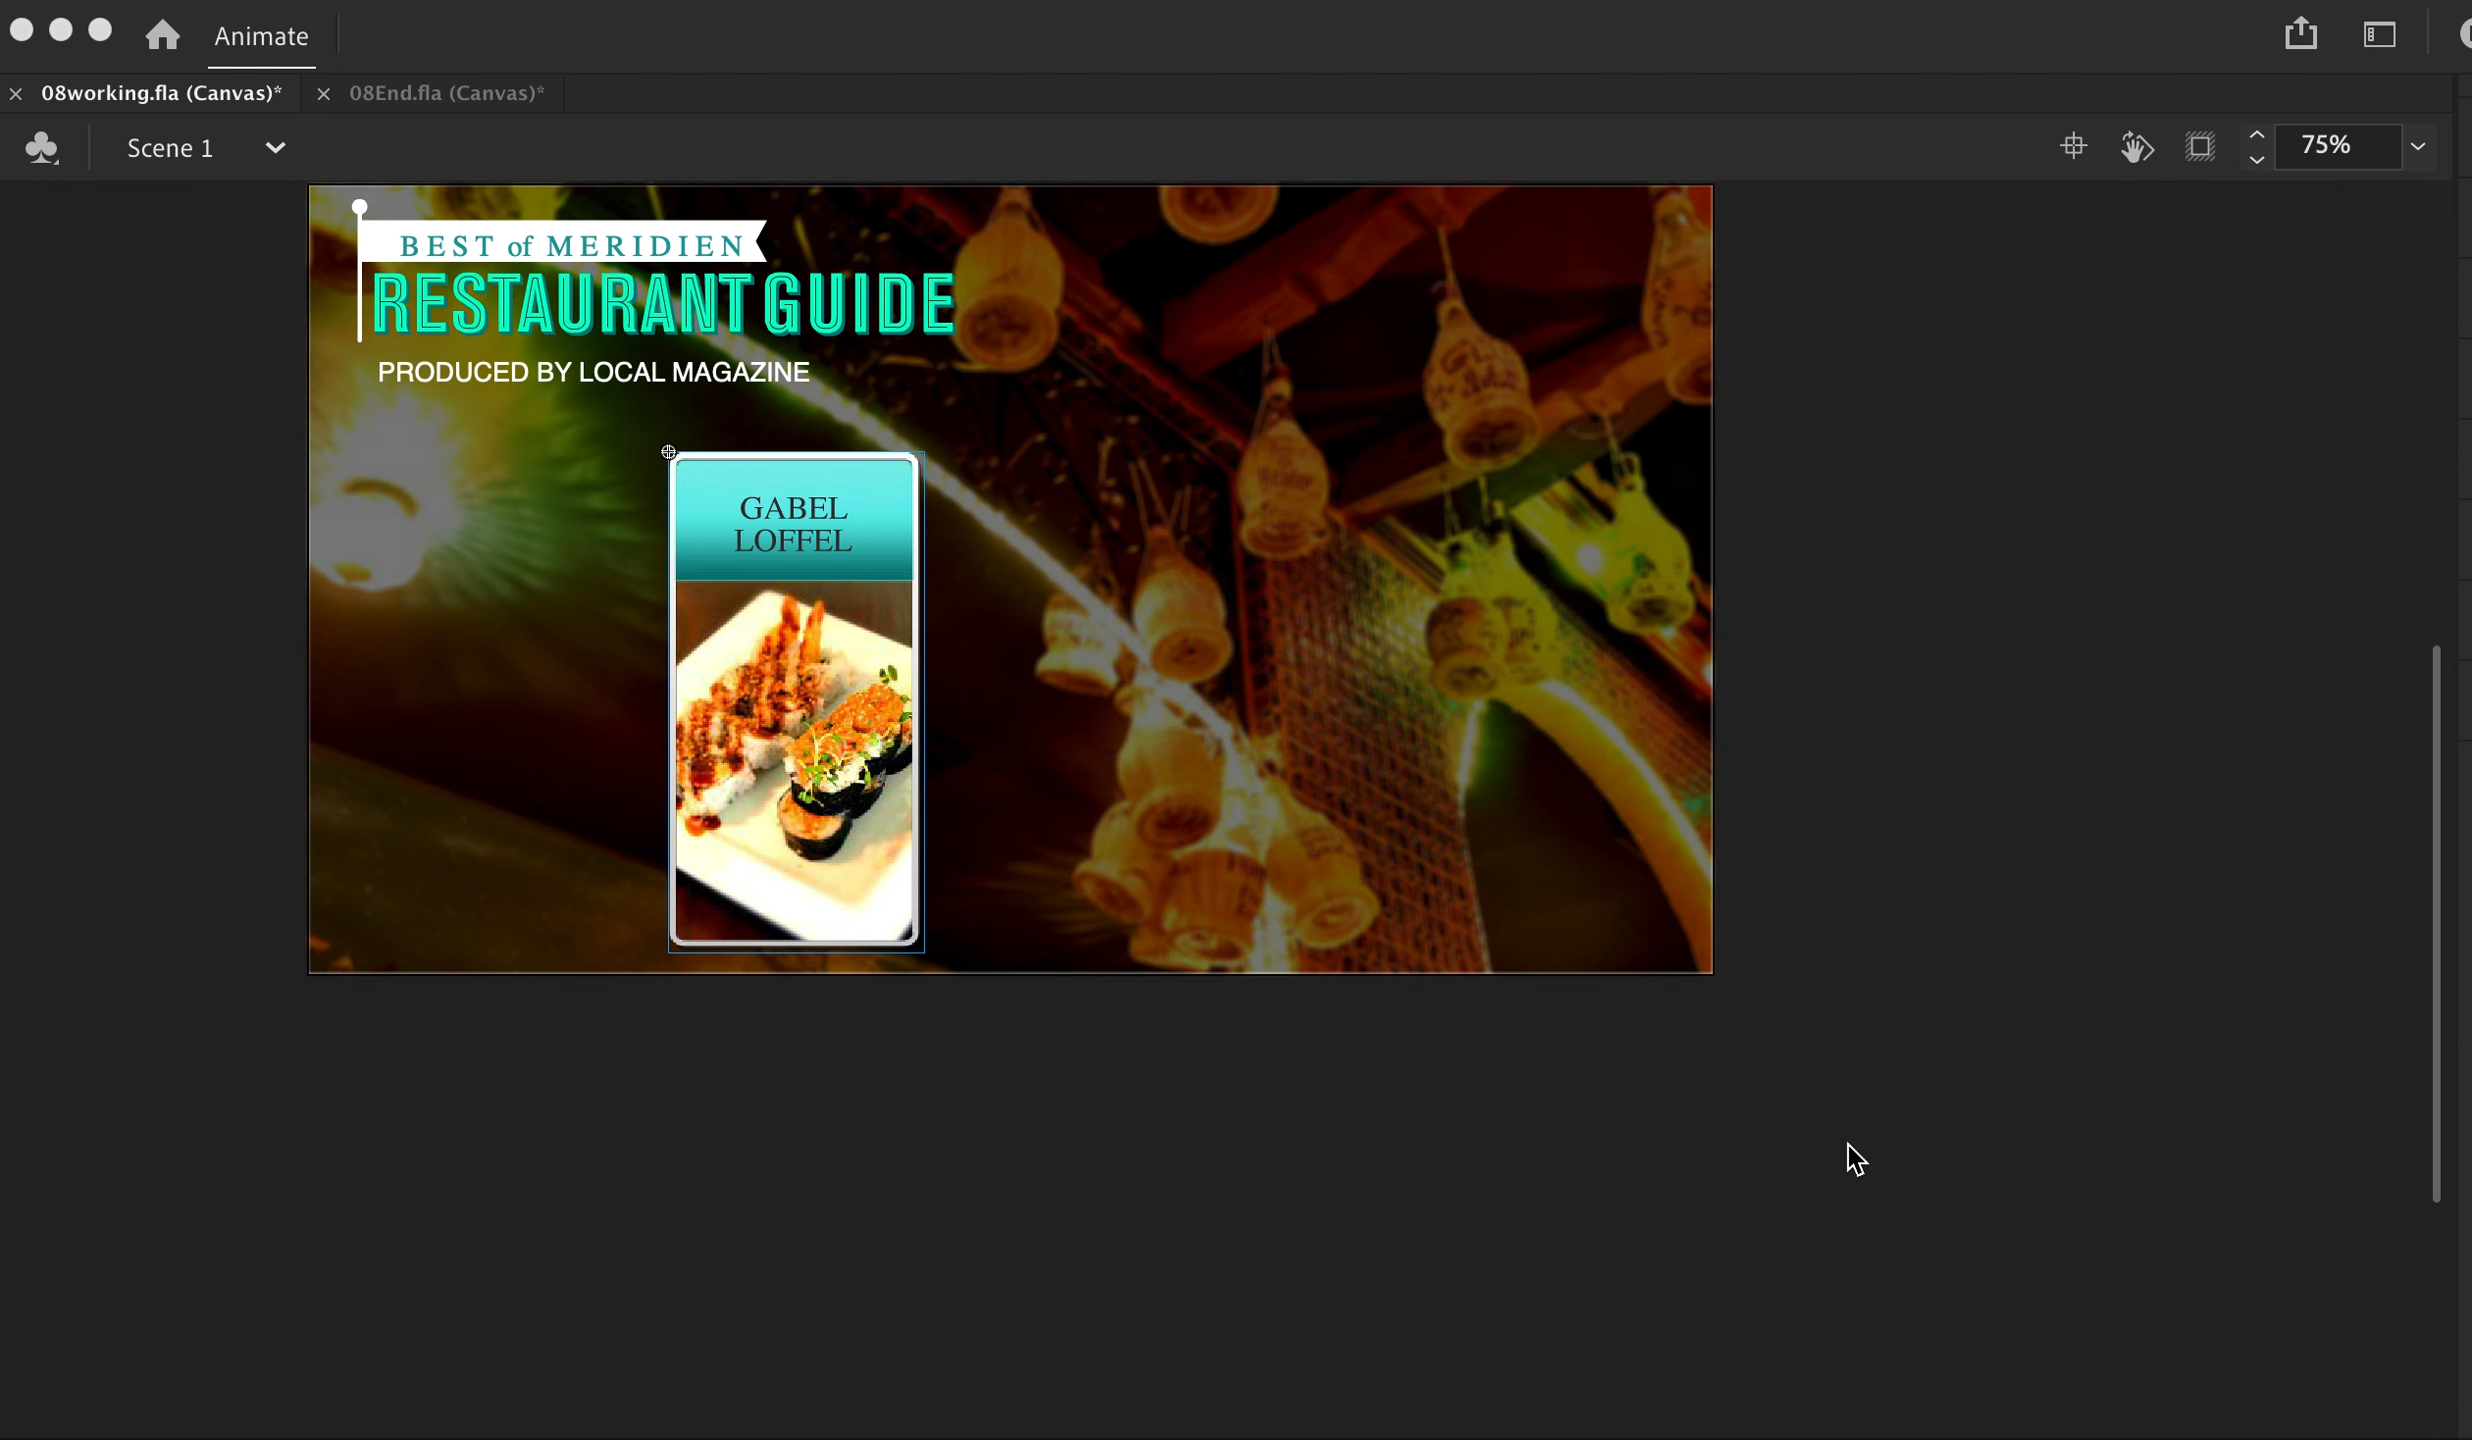 Animate
08working.fla (Canvas)*
08End.fla (Canvas)*
Scene 1
75%
BEST of MERIDIEN
RESTAURANT GUIDE
PRODUCED BY LOCAL MAGAZINE
GABEL
LOFFEL